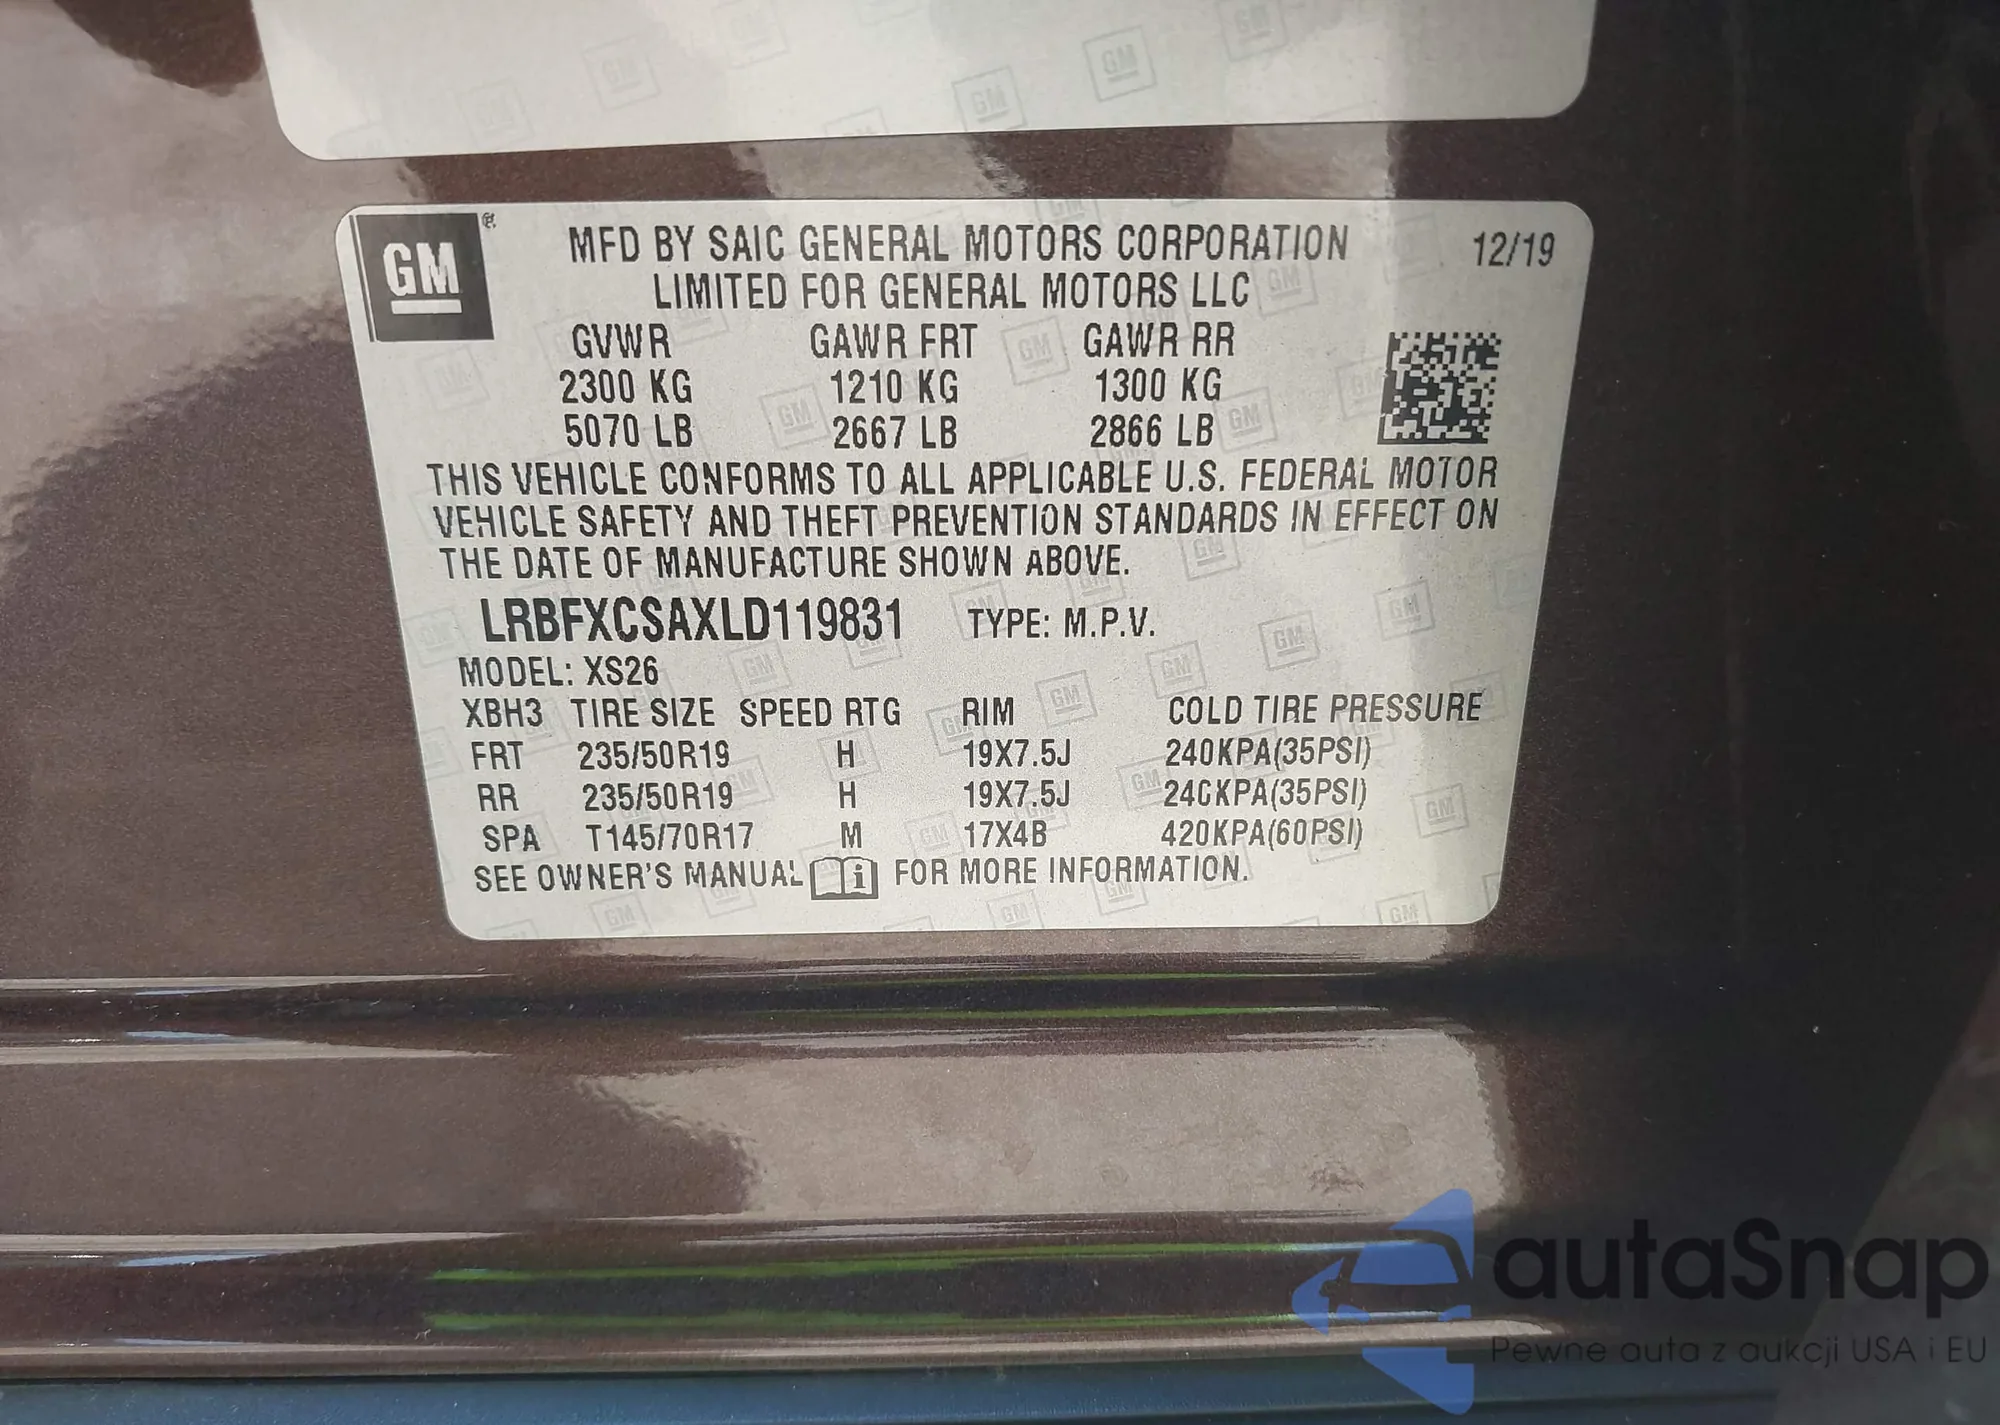 GM
MFD BY SAIC GENERAL MOTORS CORPORATION 12/19
LIMITED FOR GENERAL MOTORS LLC
GVWR GAWR FRT GAWR RR
2300 KG 1210 KG 1300 KG
5070 LB 2667 LB 2866 LB
THIS VEHICLE CONFORMS TO ALL APPLICABLE U.S. FEDERAL MOTOR
VEHICLE SAFETY AND THEFT PREVENTION STANDARDS IN EFFECT ON
THE DATE OF MANUFACTURE SHOWN ABOVE.
LRBFXCSAXLD119831 TYPE: M.P.V.
MODEL: XS26
XBH3 TIRE SIZE SPEED RTG RIM COLD TIRE PRESSURE
FRT 235/50R19 H 19X7.5J 240KPA(35PSI)
RR 235/50R19 H 19X7.5J 240KPA(35PSI)
SPA T145/70R17 M 17X4B 420KPA(60PSI)
SEE OWNER'S MANUAL i FOR MORE INFORMATION.
autaSnap
Pewne auta z aukcji USA i EU